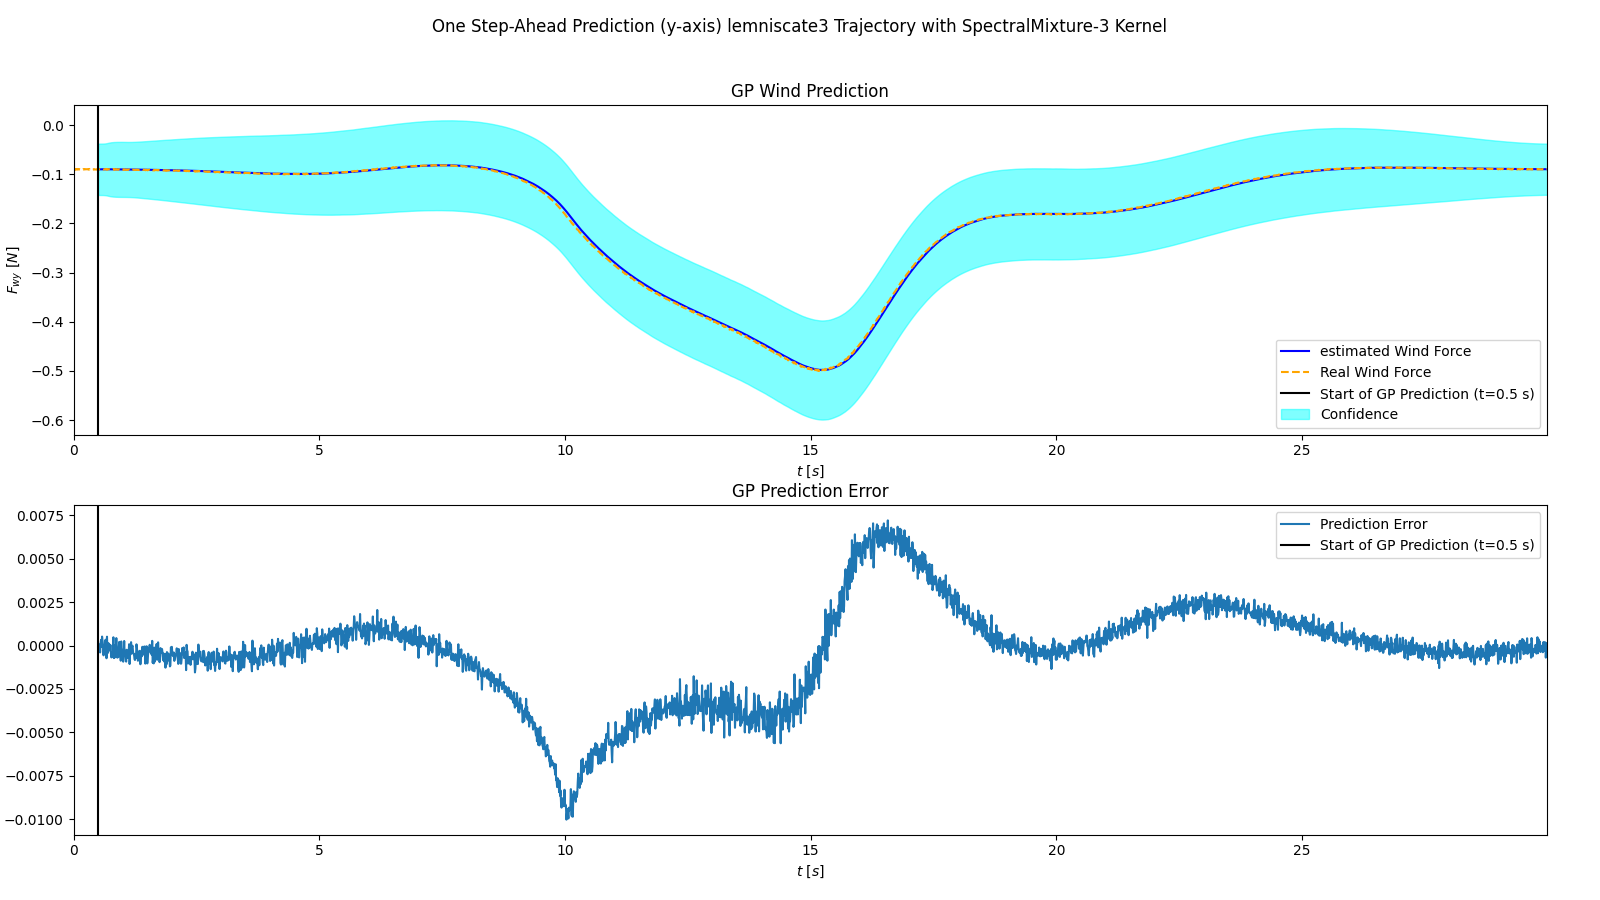 One Step-Ahead Prediction (y-axis) lemniscate3 Trajectory with SpectralMixture-3 Kernel
GP Wind Prediction
0.0
−0.1
−0.2
−0.3
−0.4
−0.5
−0.6
F_wy [N]
estimated Wind Force
Real Wind Force
Start of GP Prediction (t=0.5 s)
Confidence
0 5 10 15 20 25
t [s]
GP Prediction Error
0.0075
0.0050
0.0025
0.0000
−0.0025
−0.0050
−0.0075
−0.0100
Prediction Error
Start of GP Prediction (t=0.5 s)
0 5 10 15 20 25
t [s]